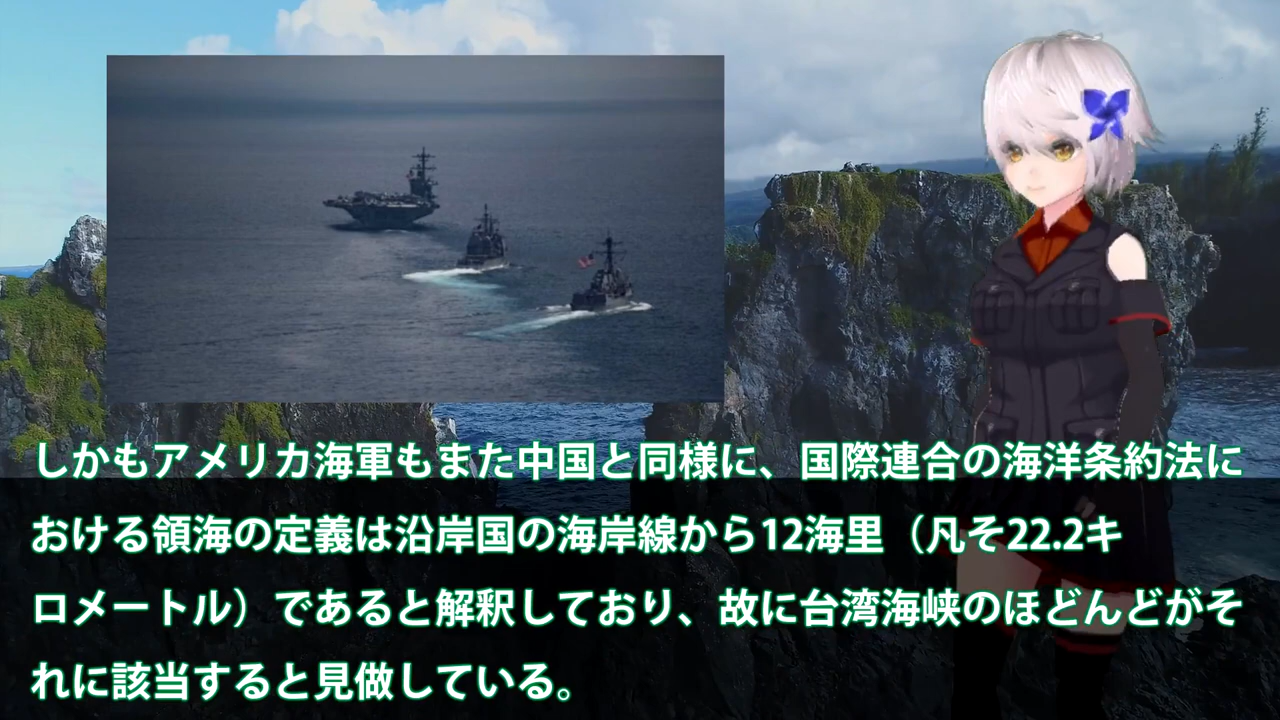 しかもアメリカ海軍もまた中国と同様に、国際連合の海洋条約法に
おける領海の定義は沿岸国の海岸線から12海里（凡そ22.2キ
ロメートル）であると解釈しており、故に台湾海峡のほどんどがそ
れに該当すると見做している。